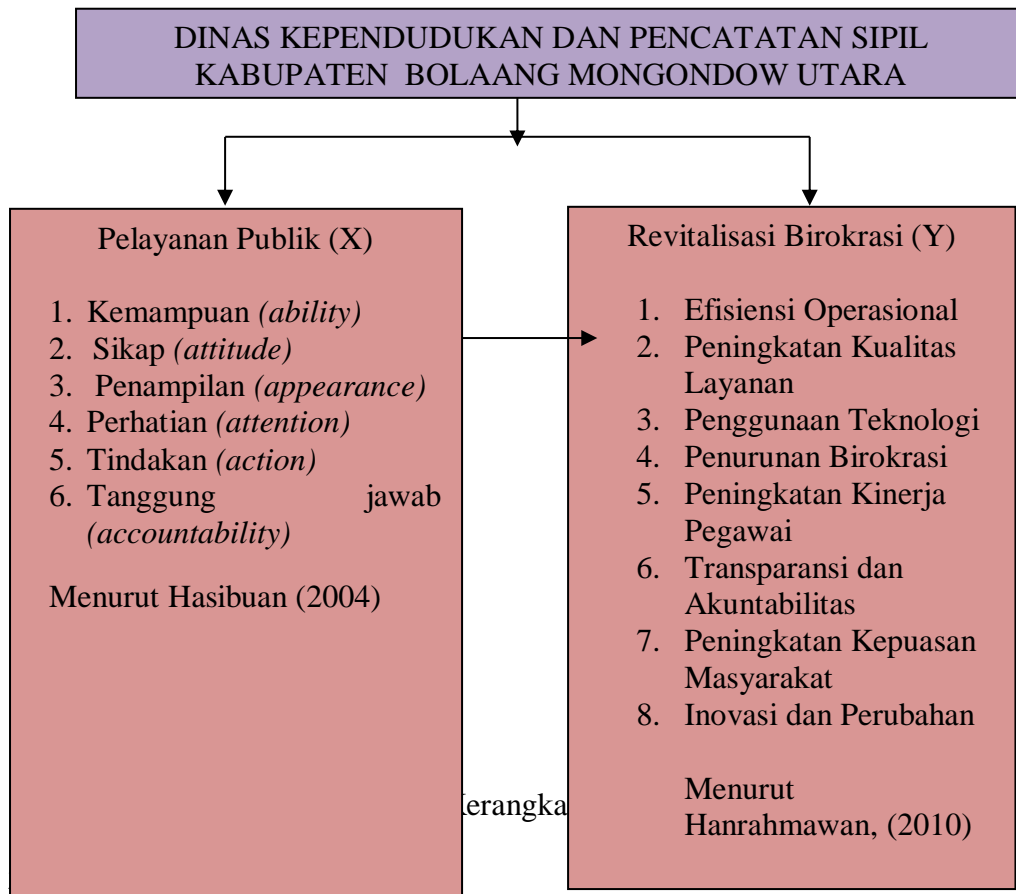 DINAS KEPENDUDUKAN DAN PENCATATAN SIPIL
KABUPATEN BOLAANG MONGONDOW UTARA
Pelayanan Publik (X)
1. Kemampuan (ability)
2. Sikap (attitude)
3. Penampilan (appearance)
4. Perhatian (attention)
5. Tindakan (action)
6. Tanggung jawab
(accountability)
Menurut Hasibuan (2004)
Revitalisasi Birokrasi (Y)
1. Efisiensi Operasional
2. Peningkatan Kualitas
Layanan
3. Penggunaan Teknologi
4. Penurunan Birokrasi
5. Peningkatan Kinerja
Pegawai
6. Transparansi dan
Akuntabilitas
7. Peningkatan Kepuasan
Masyarakat
8. Inovasi dan Perubahan
Menurut
Hanrahmawan, (2010)